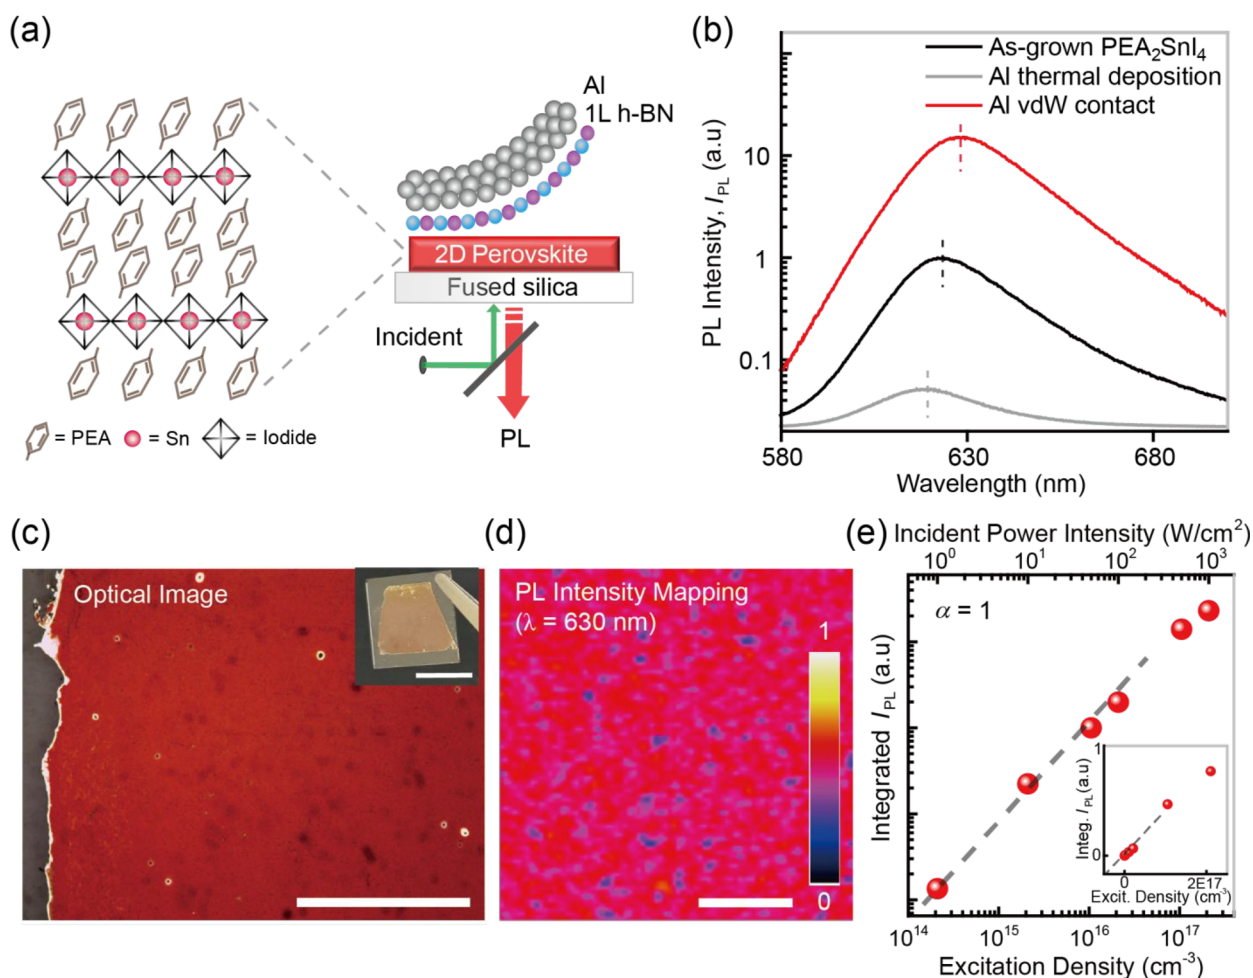 (a)
Al
1L h-BN
2D Perovskite
Fused silica
Incident
PL
= PEA
= Sn
= Iodide
(b)
As-grown PEA₂SnI₄
Al thermal deposition
Al vdW contact
PL Intensity, I_PL (a.u)
10
1
0.1
580
630
680
Wavelength (nm)
(c)
Optical Image
(d)
PL Intensity Mapping
(λ = 630 nm)
1
0
(e)
Incident Power Intensity (W/cm²)
10⁰
10¹
10²
10³
α = 1
Integrated I_PL (a.u)
1
0
Integ. I_PL (a.u)
0
2E17
Excit. Density (cm⁻³)
10¹⁴
10¹⁵
10¹⁶
10¹⁷
Excitation Density (cm⁻³)